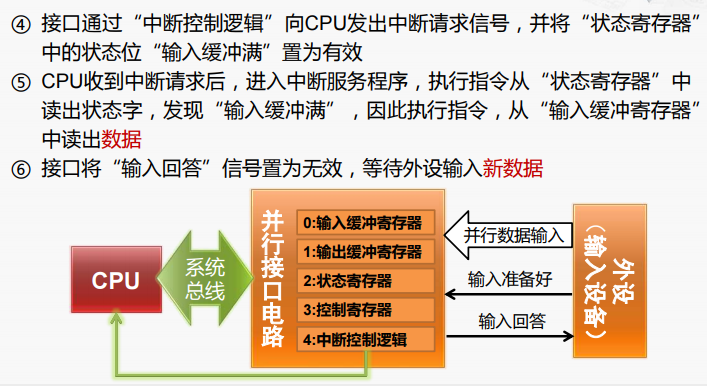 ④ 接口通过“中断控制逻辑”向CPU发出中断请求信号，并将“状态寄存器”
中的状态位“输入缓冲满”置为有效
⑤ CPU收到中断请求后，进入中断服务程序，执行指令从“状态寄存器”中
读出状态字，发现“输入缓冲满”，因此执行指令，从“输入缓冲寄存器”
中读出数据
⑥ 接口将“输入回答”信号置为无效，等待外设输入新数据
CPU
系统
总线
并行接口电路
0:输入缓冲寄存器
1:输出缓冲寄存器
2:状态寄存器
3:控制寄存器
4:中断控制逻辑
并行数据输入
输入准备好
输入回答
外设
（输入设备）